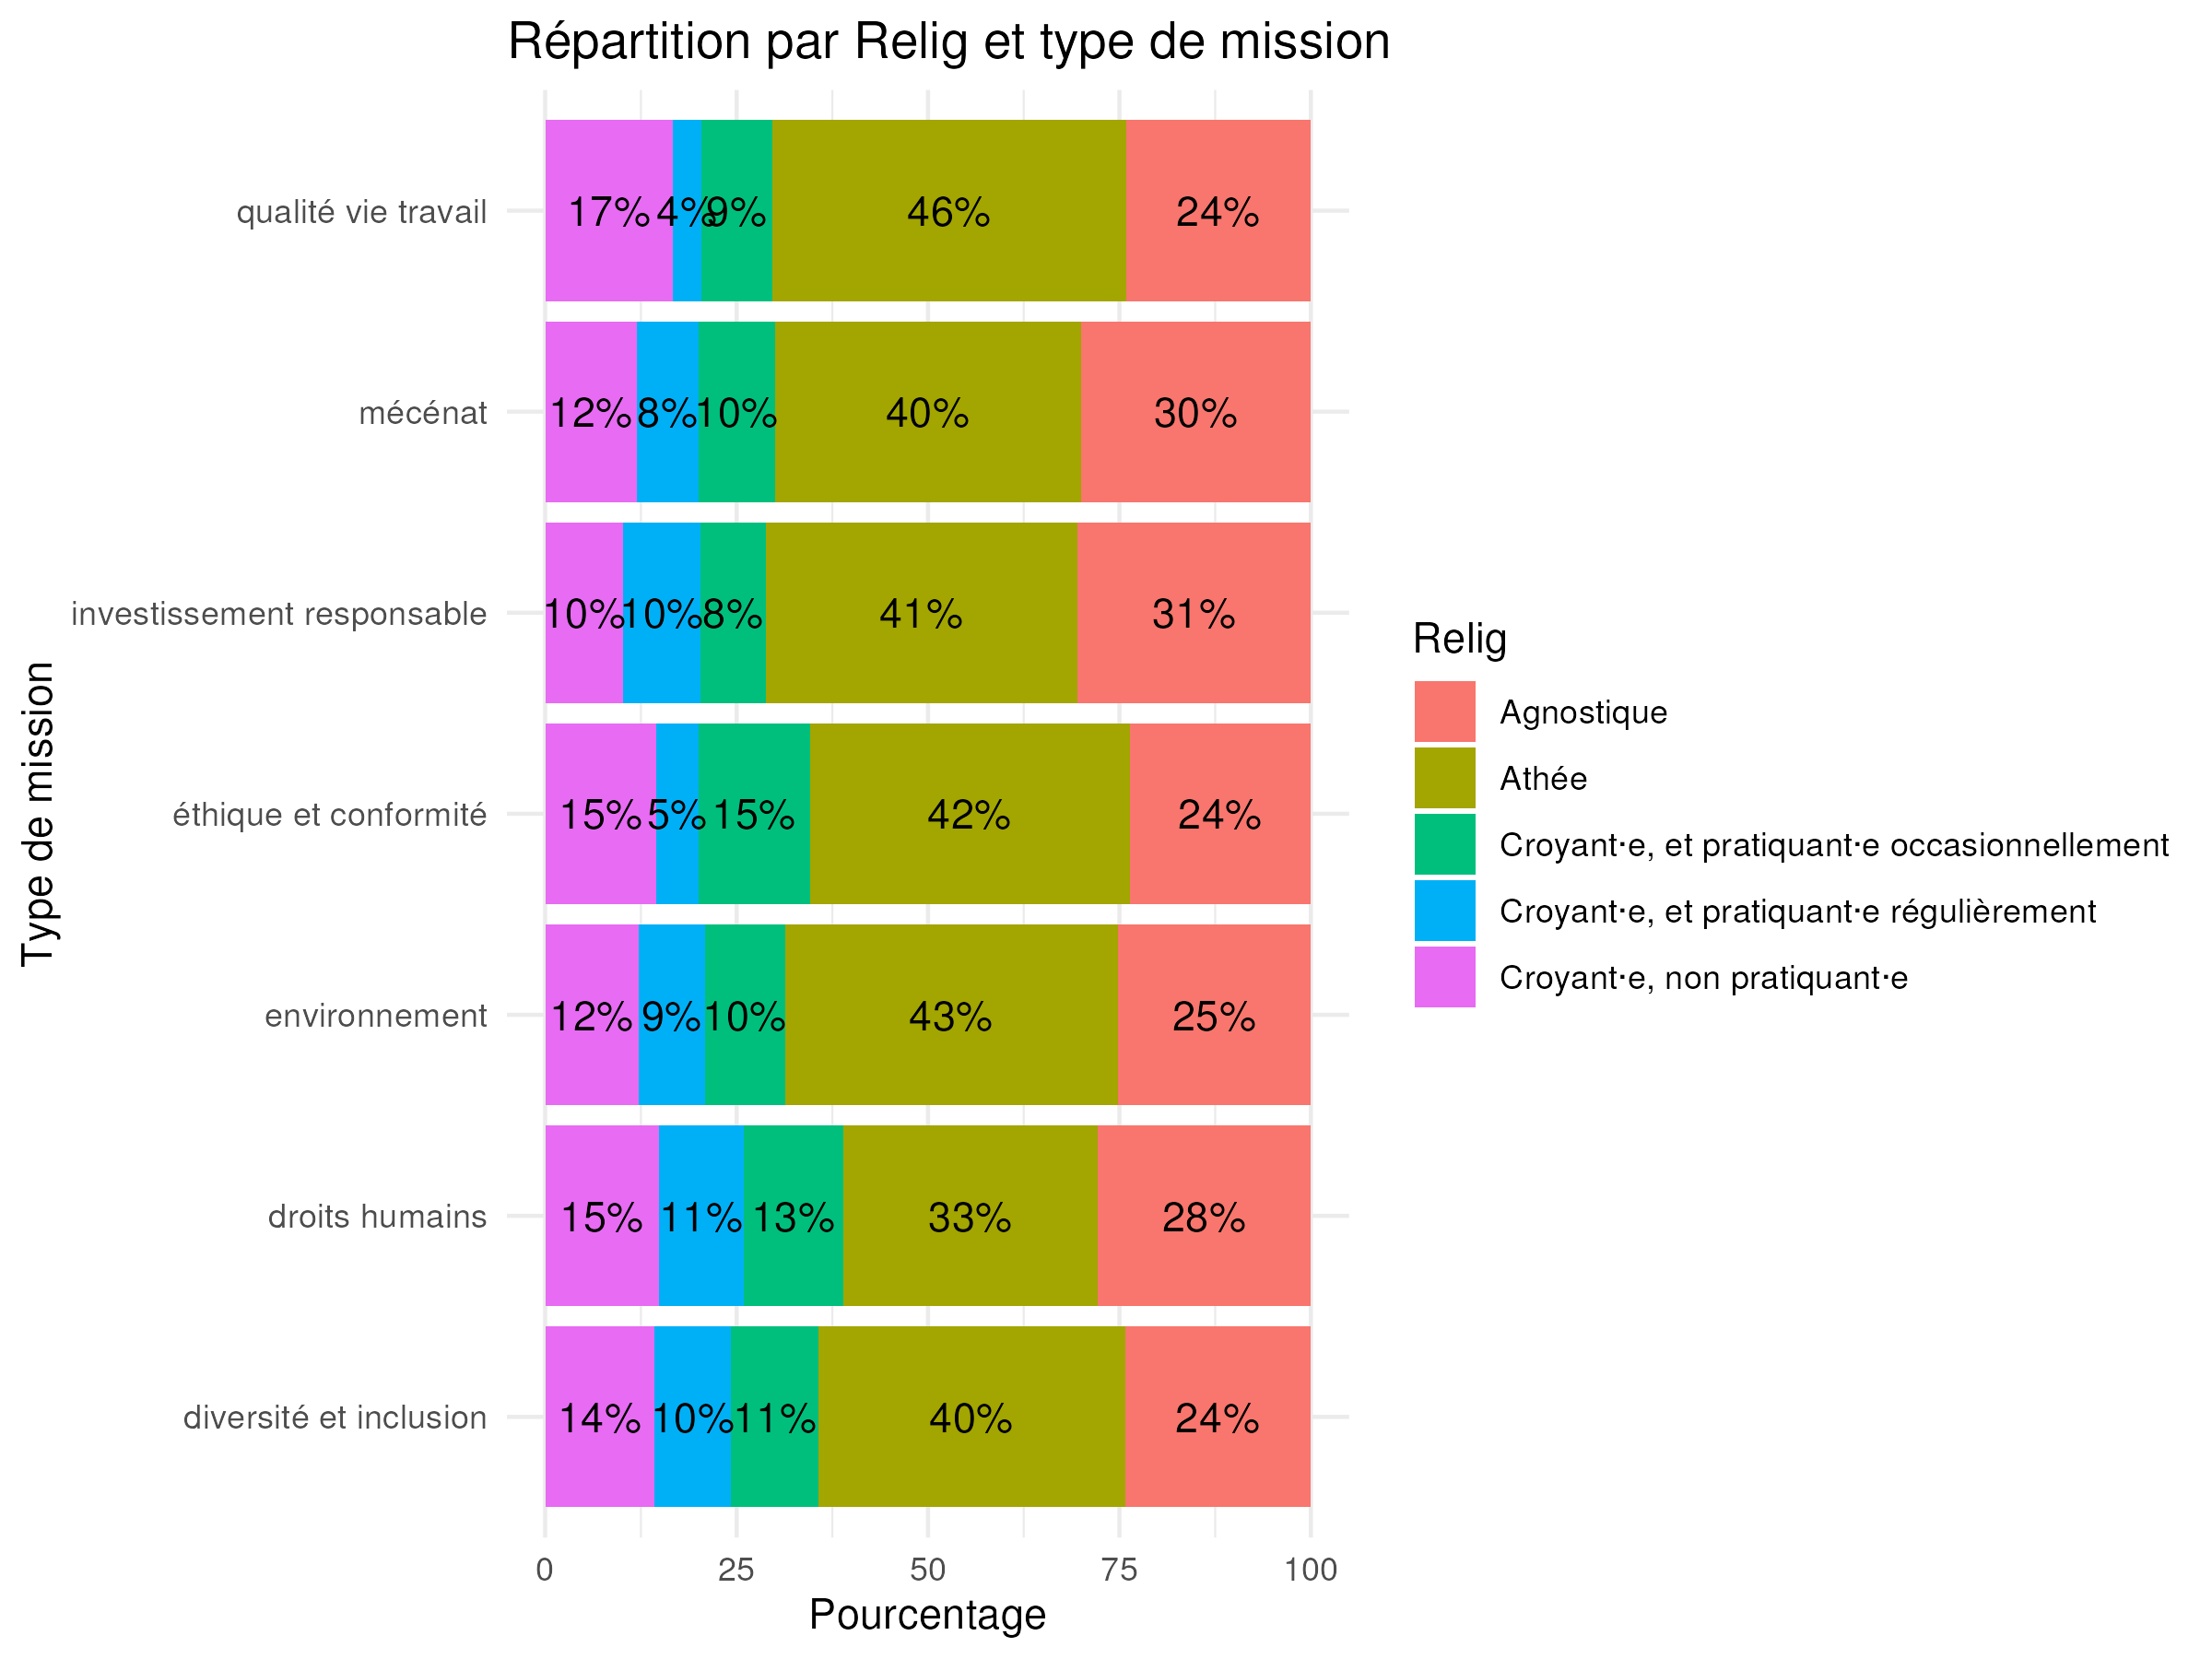 Répartition par Relig et type de mission
Type de mission
qualité vie travail 17% 4% 9% 46% 24%
mécénat 12% 8% 10% 40% 30%
investissement responsable 10% 10% 8% 41% 31%
éthique et conformité 15% 5% 15% 42% 24%
environnement 12% 9% 10% 43% 25%
droits humains 15% 11% 13% 33% 28%
diversité et inclusion 14% 10% 11% 40% 24%
0 25 50 75 100
Pourcentage
Relig
Agnostique
Athée
Croyant·e, et pratiquant·e occasionnellement
Croyant·e, et pratiquant·e régulièrement
Croyant·e, non pratiquant·e